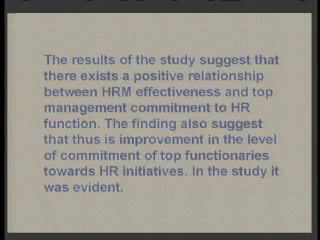 The results of the study suggest that
there exists a positive relationship
between HRM effectiveness and top
management commitment to HR
function. The finding also suggest
that thus is improvement in the level
of commitment of top functionaries
towards HR initiatives. In the study it
was evident.